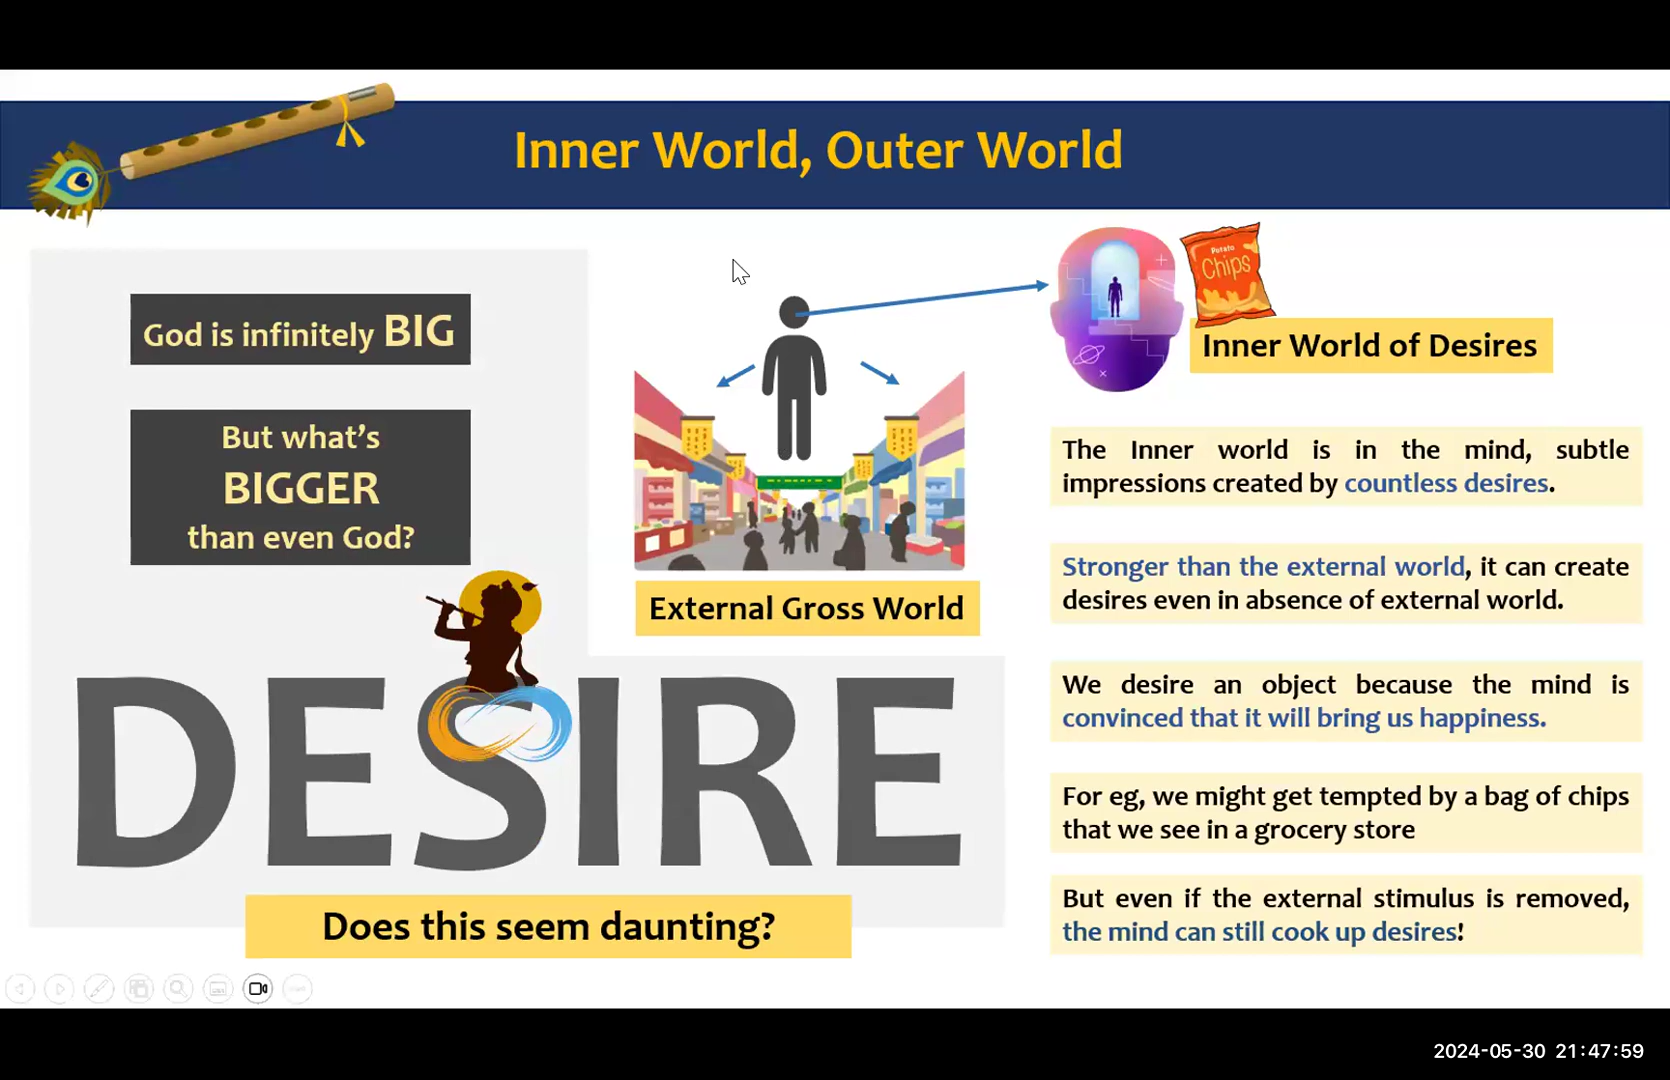 Inner World, Outer World
God is infinitely BIG
But what's
BIGGER
than even God?
DESIRE
Does this seem daunting?
External Gross World
Potato
Chips
Inner World of Desires
The Inner world is in the mind, subtle
impressions created by countless desires.
Stronger than the external world, it can create
desires even in absence of external world.
We desire an object because the mind is
convinced that it will bring us happiness.
For eg, we might get tempted by a bag of chips
that we see in a grocery store
But even if the external stimulus is removed,
the mind can still cook up desires!
2024-05-30 21:47:59